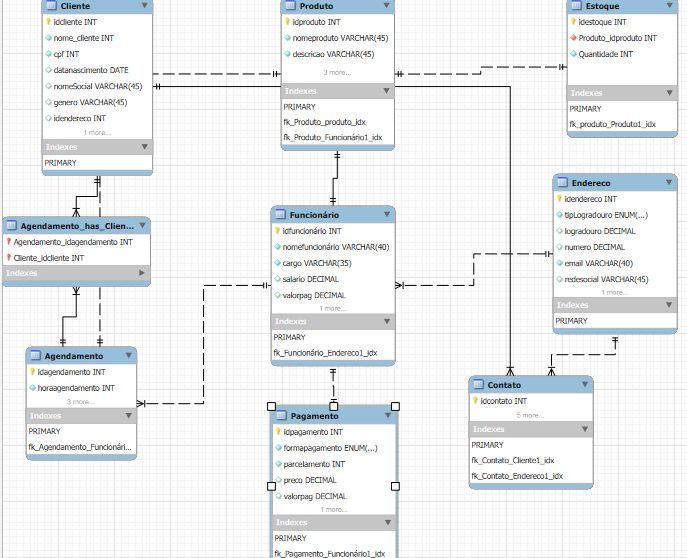 Cliente
idcliente INT
nome_cliente INT
cpf INT
datanascimento DATE
nomeSocial VARCHAR(45)
genero VARCHAR(45)
idendereco INT
1 more...
Indexes
PRIMARY
Produto
idproduto INT
nomeproduto VARCHAR(45)
descricao VARCHAR(45)
3 more...
Indexes
PRIMARY
fk_Produto_produto_idx
fk_Produto_Funcionário1_idx
Estoque
idestoque INT
Produto_idproduto INT
Quantidade INT
Indexes
PRIMARY
fk_produto_Produto1_idx
Agendamento_has_Clien...
Agendamento_idagendamento INT
Cliente_idcliente INT
Indexes
Funcionário
idfuncionário INT
nomefuncionário VARCHAR(40)
cargo VARCHAR(35)
salario DECIMAL
valorpag DECIMAL
1 more...
Indexes
PRIMARY
fk_Funcionário_Endereco1_idx
Endereco
idendereco INT
tipLogradouro ENUM(...)
logradouro DECIMAL
numero DECIMAL
email VARCHAR(40)
redesocial VARCHAR(45)
1 more...
Indexes
PRIMARY
Agendamento
idagendamento INT
horaagendamento INT
3 more...
Indexes
PRIMARY
fk_Agendamento_Funcionári...
Pagamento
idpagamento INT
formapagamento ENUM(...)
parcelamento INT
preco DECIMAL
valorpag DECIMAL
1 more...
Indexes
PRIMARY
fk_Pagamento_Funcionário1_idx
Contato
idcontato INT
5 more...
Indexes
PRIMARY
fk_Contato_Cliente1_idx
fk_Contato_Endereco1_idx